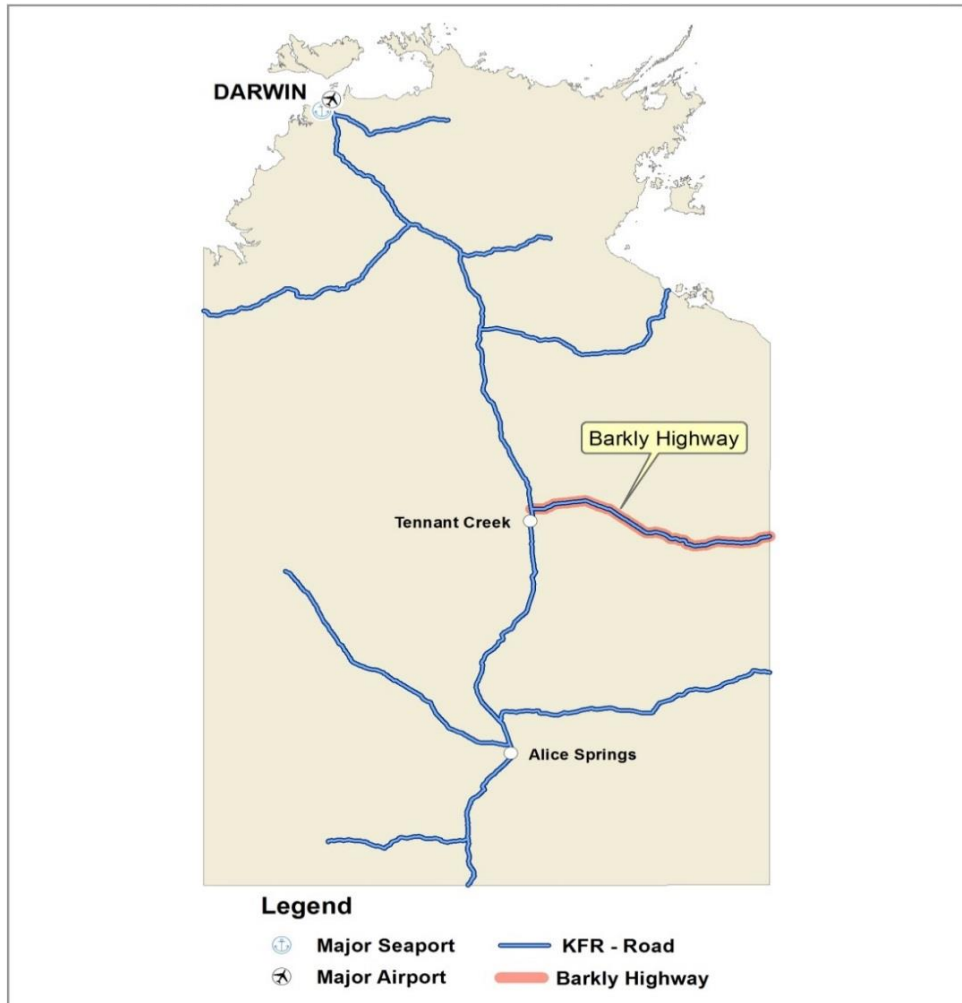 DARWIN
Barkly Highway
Tennant Creek
Alice Springs
Legend
Major Seaport
KFR - Road
Major Airport
Barkly Highway